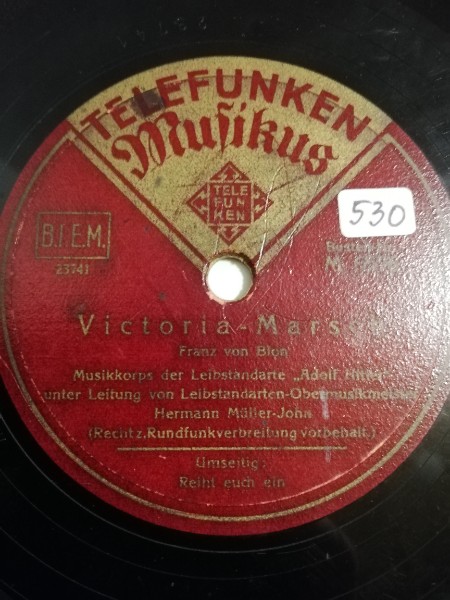 TELEFUNKEN
Musikus
TELE
FUN
KEN
530
B.I.E.M.
23741
Victoria-Marsch
Franz von Blon
Musikkorps der Leibstandarte „Adolf Hitler"
unter Leitung von Leibstandarten-Obermusikmeister
Hermann Müller-John
(Recht z. Rundfunkverbreitung vorbehalt.)
Umseitig:
Reiht euch ein